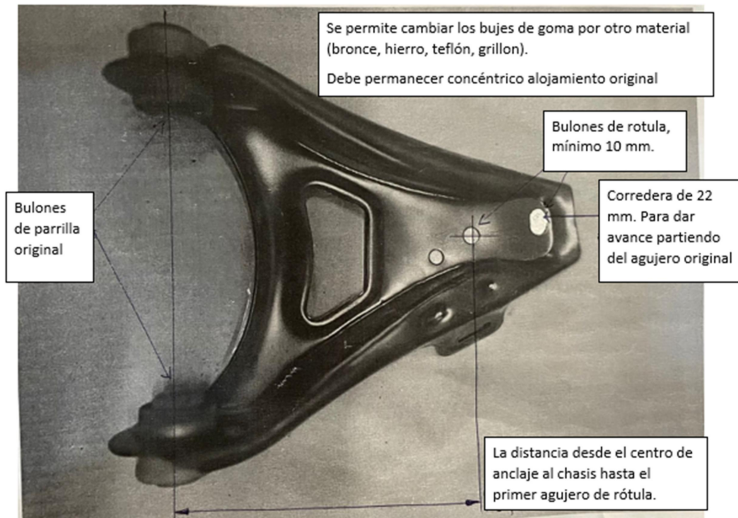 Se permite cambiar los bujes de goma por otro material
(bronce, hierro, teflón, grillon).
Debe permanecer concéntrico alojamiento original
Bulones de rotula,
mínimo 10 mm.
Corredera de 22
mm. Para dar
avance partiendo
del agujero original
Bulones
de parrilla
original
La distancia desde el centro de
anclaje al chasis hasta el
primer agujero de rótula.